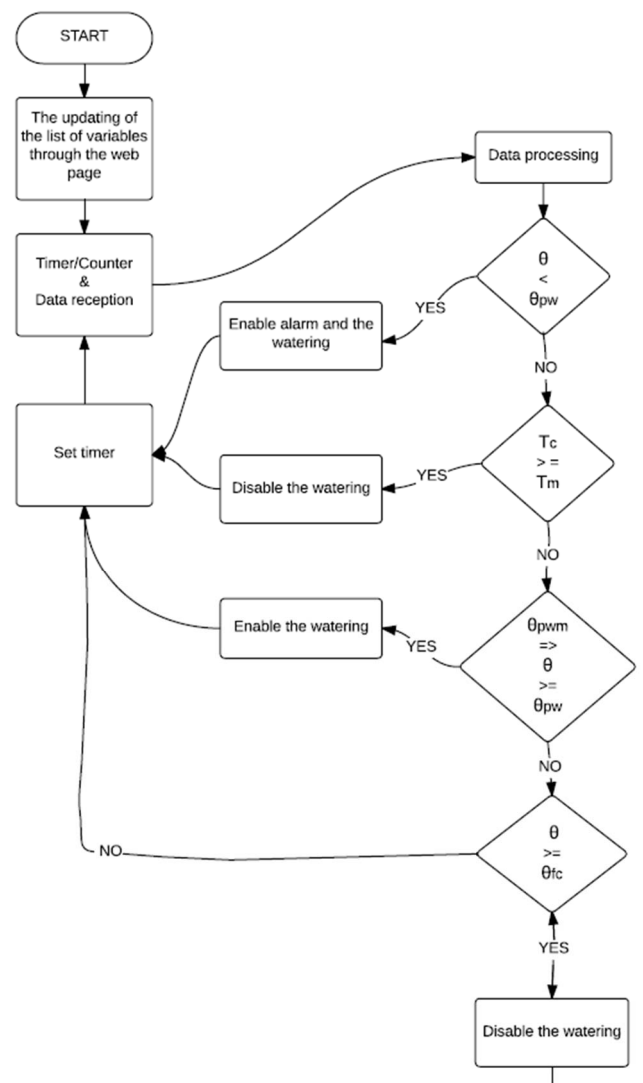 START
The updating of
the list of variables
through the web
page
Timer/Counter
&
Data reception
Set timer
Data processing
θ
<
θpw
YES
Enable alarm and the
watering
NO
Tc
> =
Tm
YES
Disable the watering
NO
θpwm
=>
θ
>=
θpw
YES
Enable the watering
NO
θ
>=
θfc
NO
YES
Disable the watering